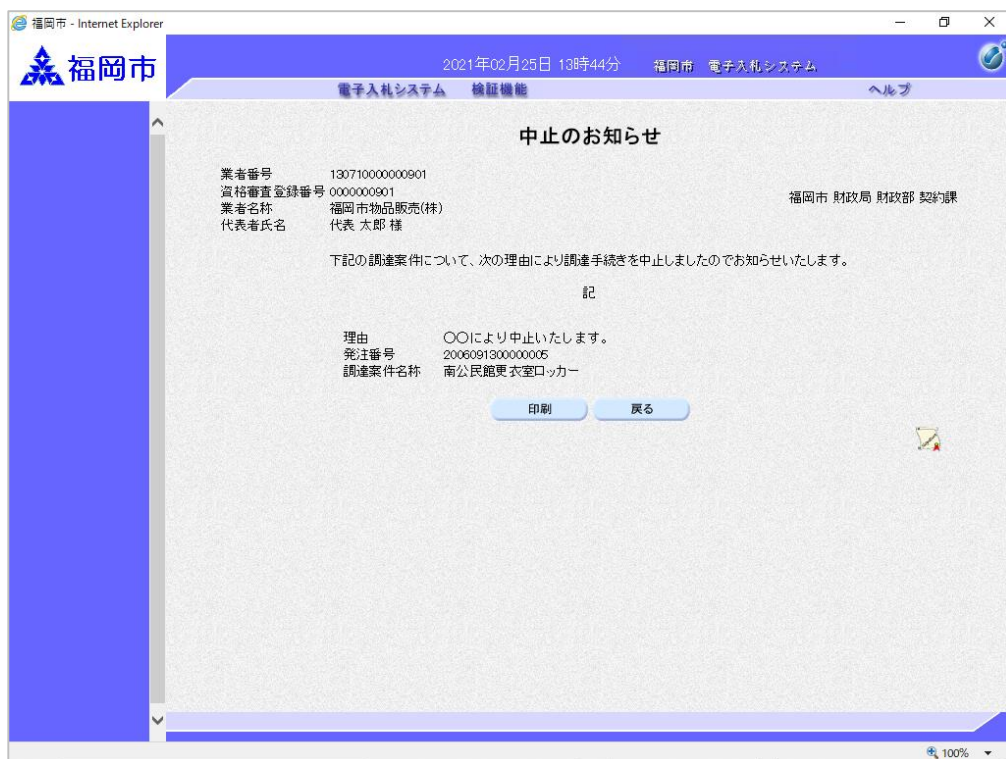 福岡市 - Internet Explorer
福岡市
2021年02月25日 13時44分 福岡市 電子入札システム
電子入札システム 検証機能 ヘルプ
中止のお知らせ
業者番号 130710000000901
資格審査登録番号 0000000901
業者名称 福岡市物品販売(株)
代表者氏名 代表 太郎 様
福岡市 財政局 財政部 契約課
下記の調達案件について、次の理由により調達手続きを中止しましたのでお知らせいたします。
記
理由 〇〇により中止いたします。
発注番号 2006091300000005
調達案件名称 南公民館更衣室ロッカー
印刷 戻る
100%